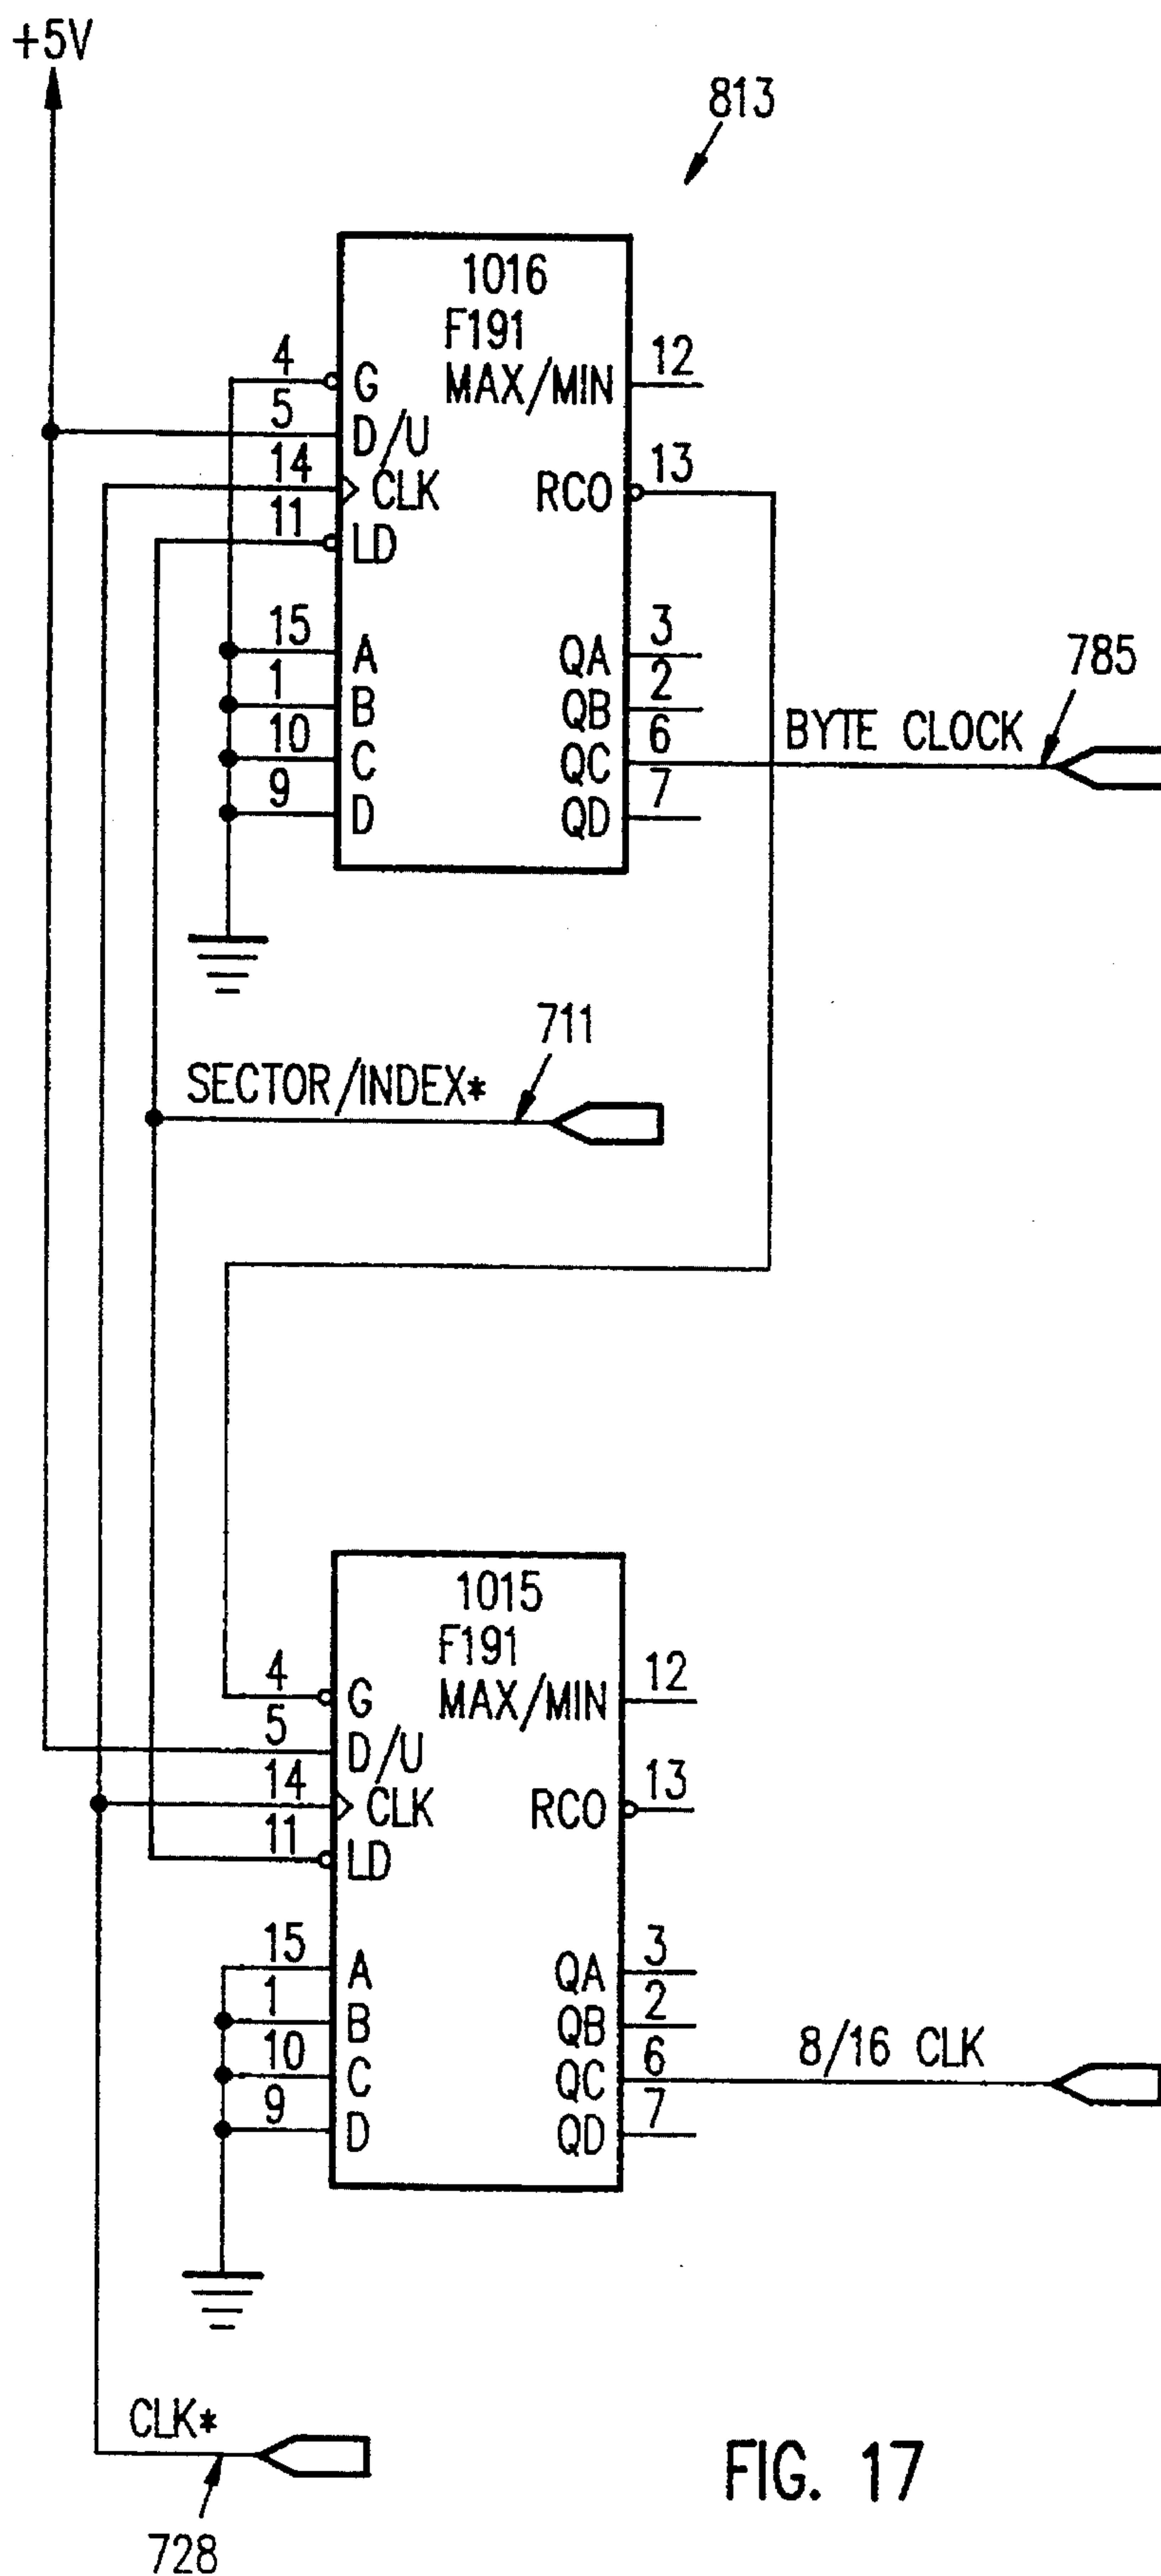 +5V
813
1016
F191
MAX/MIN
4
G
5
D/U
14
CLK
11
LD
15
A
1
B
10
C
9
D
12
RCO
13
QA
3
QB
2
QC
6
QD
7
BYTE CLOCK
785
711
SECTOR/INDEX*
1015
F191
MAX/MIN
4
G
5
D/U
14
CLK
11
LD
15
A
1
B
10
C
9
D
12
RCO
13
QA
3
QB
2
QC
6
QD
7
8/16 CLK
CLK*
728
FIG. 17